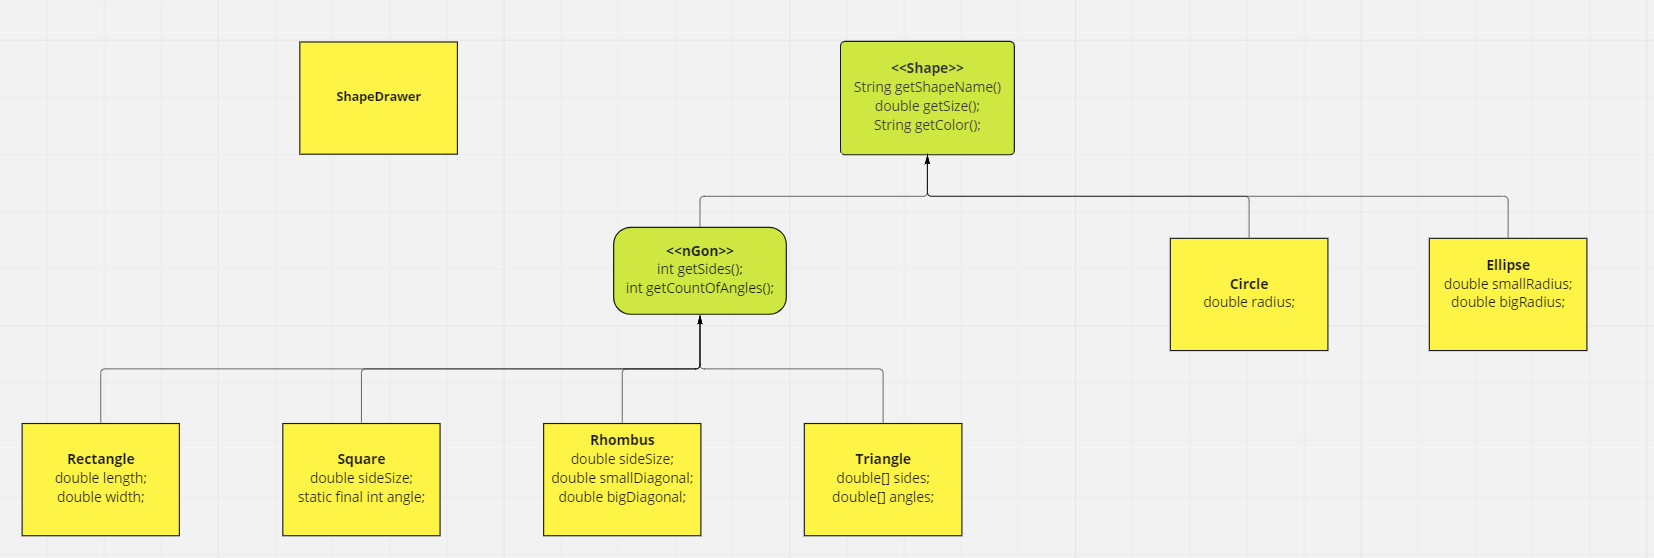 ShapeDrawer
<<Shape>>
String getShapeName()
double getSize();
String getColor();
<<nGon>>
int getSides();
int getCountOfAngles();
Circle
double radius;
Ellipse
double smallRadius;
double bigRadius;
Rectangle
double length;
double width;
Square
double sideSize;
static final int angle;
Rhombus
double sideSize;
double smallDiagonal;
double bigDiagonal;
Triangle
double[] sides;
double[] angles;